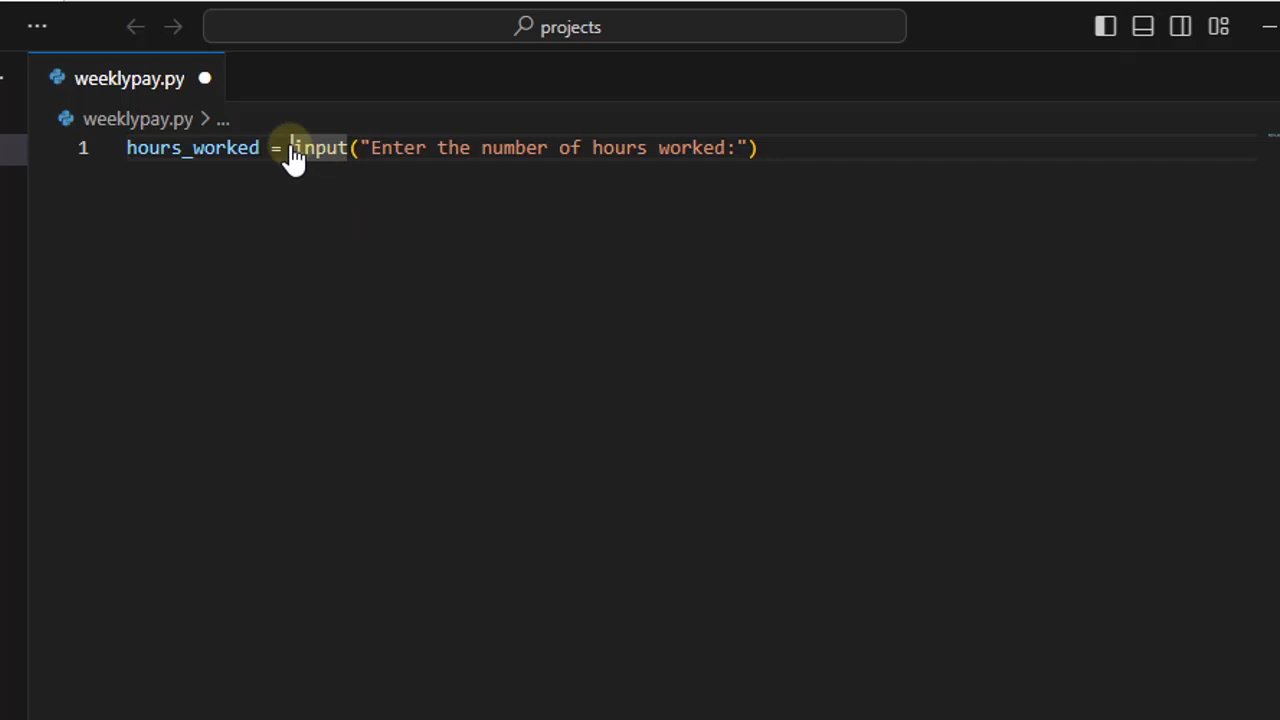 projects
weeklypay.py
weeklypay.py > ...
1 hours_worked = input("Enter the number of hours worked:")